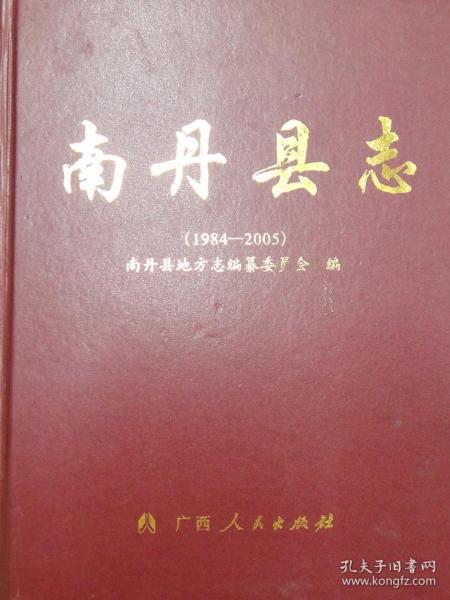 南丹县志
(1984—2005)
南丹县地方志编纂委员会 编
广西人民出版社
孔夫子旧书网
www.kongfz.com